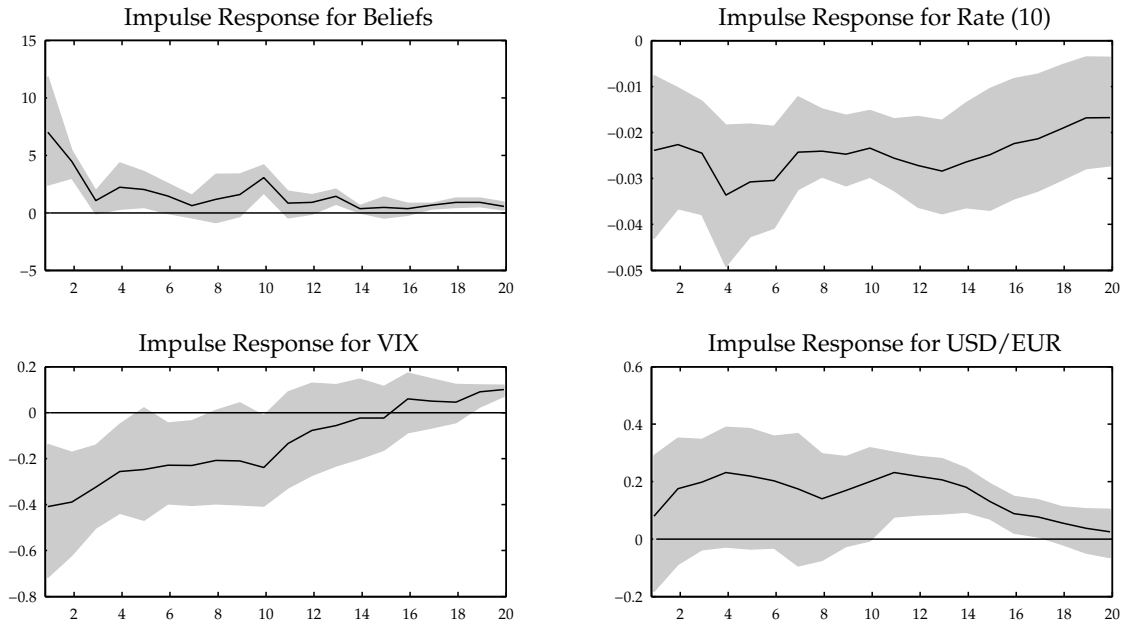 Impulse Response for Beliefs
15
10
5
0
−5
2 4 6 8 10 12 14 16 18 20
Impulse Response for Rate (10)
0
−0.01
−0.02
−0.03
−0.04
−0.05
2 4 6 8 10 12 14 16 18 20
Impulse Response for VIX
0.2
0
−0.2
−0.4
−0.6
−0.8
2 4 6 8 10 12 14 16 18 20
Impulse Response for USD/EUR
0.6
0.4
0.2
0
−0.2
2 4 6 8 10 12 14 16 18 20